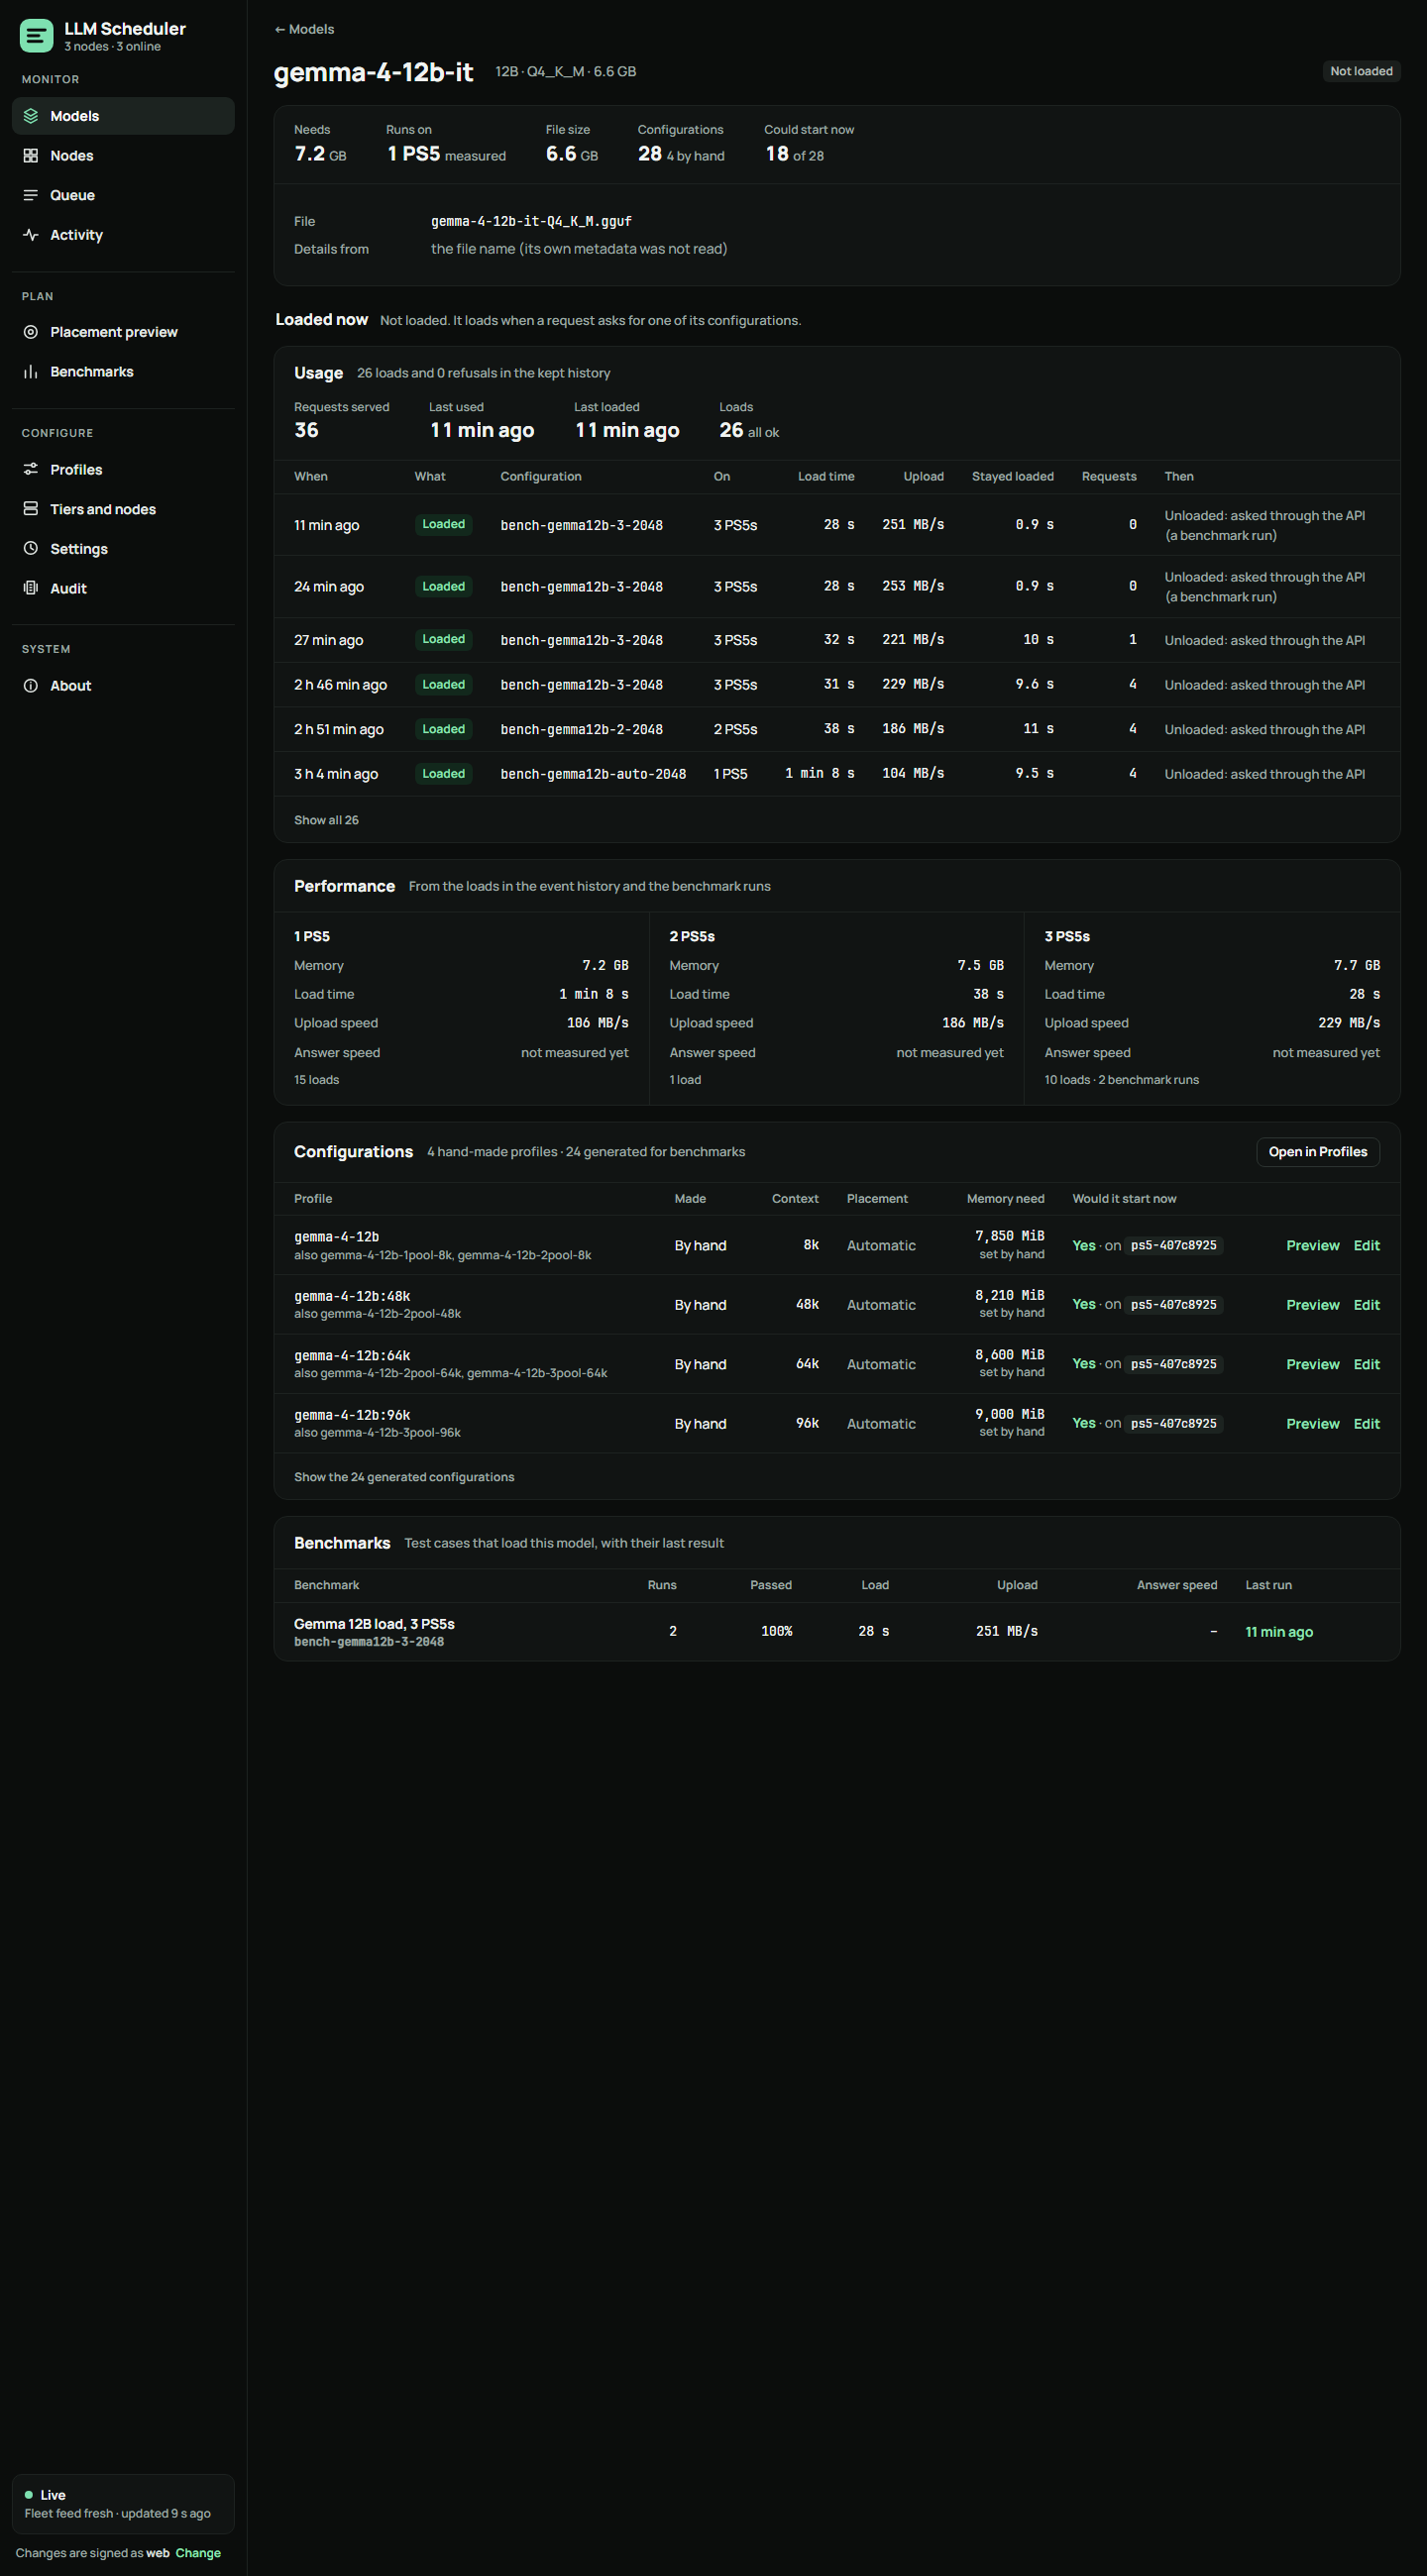 LLM Scheduler
3 nodes · 3 online
MONITOR
Models
Nodes
Queue
Activity
PLAN
Placement preview
Benchmarks
CONFIGURE
Profiles
Tiers and nodes
Settings
Audit
SYSTEM
About
Live
Fleet feed fresh · updated 9 s ago
Changes are signed as web Change
← Models
gemma-4-12b-it 12B · Q4_K_M · 6.6 GB Not loaded
Needs Runs on File size Configurations Could start now
7.2 GB 1 PS5 measured 6.6 GB 28 4 by hand 18 of 28
File gemma-4-12b-it-Q4_K_M.gguf
Details from the file name (its own metadata was not read)
Loaded now Not loaded. It loads when a request asks for one of its configurations.
Usage 26 loads and 0 refusals in the kept history
Requests served Last used Last loaded Loads
36 11 min ago 11 min ago 26 all ok
When What Configuration On Load time Upload Stayed loaded Requests Then
11 min ago Loaded bench-gemma12b-3-2048 3 PS5s 28 s 251 MB/s 0.9 s 0 Unloaded: asked through the API
(a benchmark run)
24 min ago Loaded bench-gemma12b-3-2048 3 PS5s 28 s 253 MB/s 0.9 s 0 Unloaded: asked through the API
(a benchmark run)
27 min ago Loaded bench-gemma12b-3-2048 3 PS5s 32 s 221 MB/s 10 s 1 Unloaded: asked through the API
2 h 46 min ago Loaded bench-gemma12b-3-2048 3 PS5s 31 s 229 MB/s 9.6 s 4 Unloaded: asked through the API
2 h 51 min ago Loaded bench-gemma12b-2-2048 2 PS5s 38 s 186 MB/s 11 s 4 Unloaded: asked through the API
3 h 4 min ago Loaded bench-gemma12b-auto-2048 1 PS5 1 min 8 s 104 MB/s 9.5 s 4 Unloaded: asked through the API
Show all 26
Performance From the loads in the event history and the benchmark runs
1 PS5 2 PS5s 3 PS5s
Memory 7.2 GB Memory 7.5 GB Memory 7.7 GB
Load time 1 min 8 s Load time 38 s Load time 28 s
Upload speed 106 MB/s Upload speed 186 MB/s Upload speed 229 MB/s
Answer speed not measured yet Answer speed not measured yet Answer speed not measured yet
15 loads 1 load 10 loads · 2 benchmark runs
Configurations 4 hand-made profiles · 24 generated for benchmarks Open in Profiles
Profile Made Context Placement Memory need Would it start now
gemma-4-12b By hand 8k Automatic 7,850 MiB Yes · on ps5-407c8925 Preview Edit
also gemma-4-12b-1pool-8k, gemma-4-12b-2pool-8k set by hand
gemma-4-12b:48k By hand 48k Automatic 8,210 MiB Yes · on ps5-407c8925 Preview Edit
also gemma-4-12b-2pool-48k set by hand
gemma-4-12b:64k By hand 64k Automatic 8,600 MiB Yes · on ps5-407c8925 Preview Edit
also gemma-4-12b-2pool-64k, gemma-4-12b-3pool-64k set by hand
gemma-4-12b:96k By hand 96k Automatic 9,000 MiB Yes · on ps5-407c8925 Preview Edit
also gemma-4-12b-3pool-96k set by hand
Show the 24 generated configurations
Benchmarks Test cases that load this model, with their last result
Benchmark Runs Passed Load Upload Answer speed Last run
Gemma 12B load, 3 PS5s 2 100% 28 s 251 MB/s – 11 min ago
bench-gemma12b-3-2048